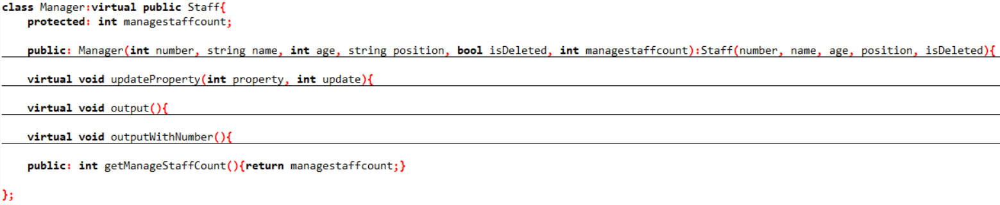 class Manager:virtual public Staff{
protected: int managestaffcount;
public: Manager(int number, string name, int age, string position, bool isDeleted, int managestaffcount):Staff(number, name, age, position, isDeleted){
virtual void updateProperty(int property, int update){
virtual void output(){
virtual void outputWithNumber(){
public: int getManageStaffCount(){return managestaffcount;}
};